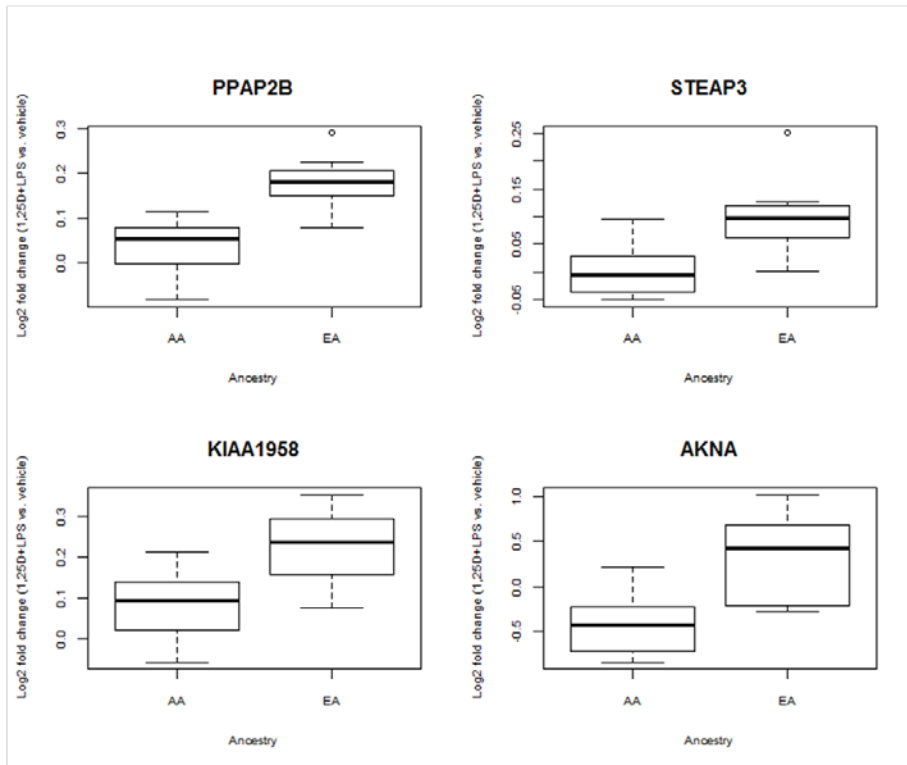 PPAP2B
Log2 fold change (1,25D+LPS vs. vehicle)
0.3
0.2
0.1
0.0
AA EA
Ancestry
STEAP3
Log2 fold change (1,25D+LPS vs. vehicle)
0.25
0.15
0.05
-0.05
AA EA
Ancestry
KIAA1958
Log2 fold change (1,25D+LPS vs. vehicle)
0.3
0.2
0.1
0.0
AA EA
Ancestry
AKNA
Log2 fold change (1,25D+LPS vs. vehicle)
1.0
0.5
0.0
-0.5
AA EA
Ancestry